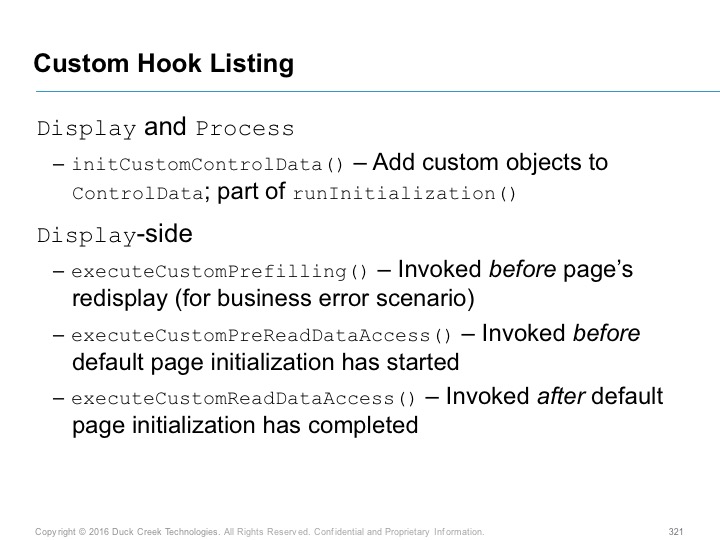 Custom Hook Listing
Display and Process
– initCustomControlData() – Add custom objects to
ControlData; part of runInitialization()
Display-side
– executeCustomPrefilling() – Invoked before page’s
redisplay (for business error scenario)
– executeCustomPreReadDataAccess() – Invoked before
default page initialization has started
– executeCustomReadDataAccess() – Invoked after default
page initialization has completed
Copyright © 2016 Duck Creek Technologies. All Rights Reserved. Confidential and Proprietary Information.
321